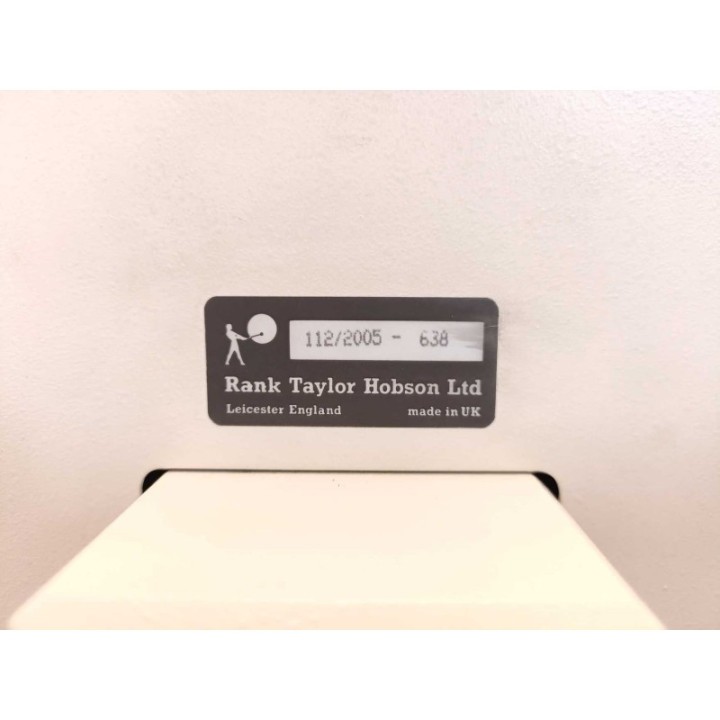 112/2005 - 638
Rank Taylor Hobson Ltd
Leicester England made in UK